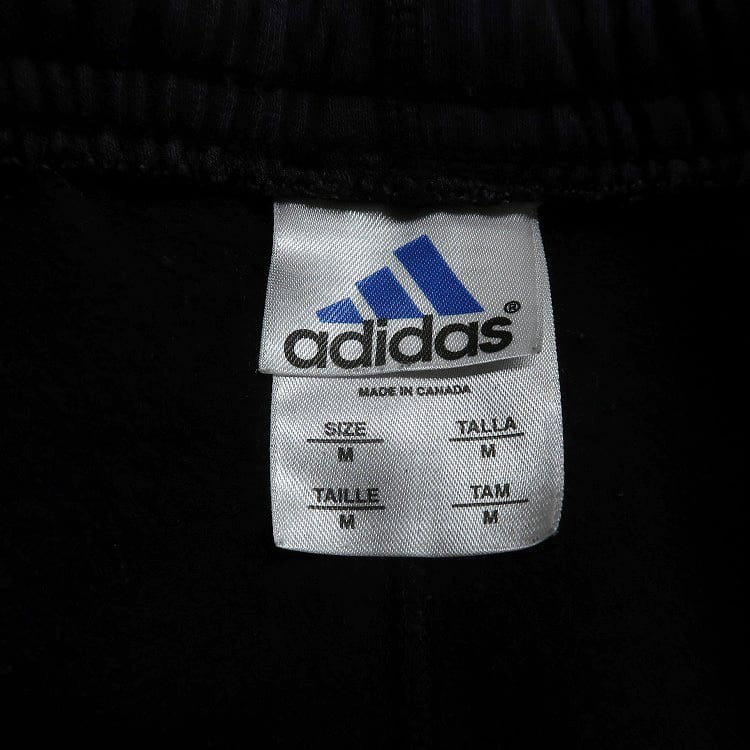 adidas®
MADE IN CANADA
SIZE TALLA
M M
TAILLE TAM
M M